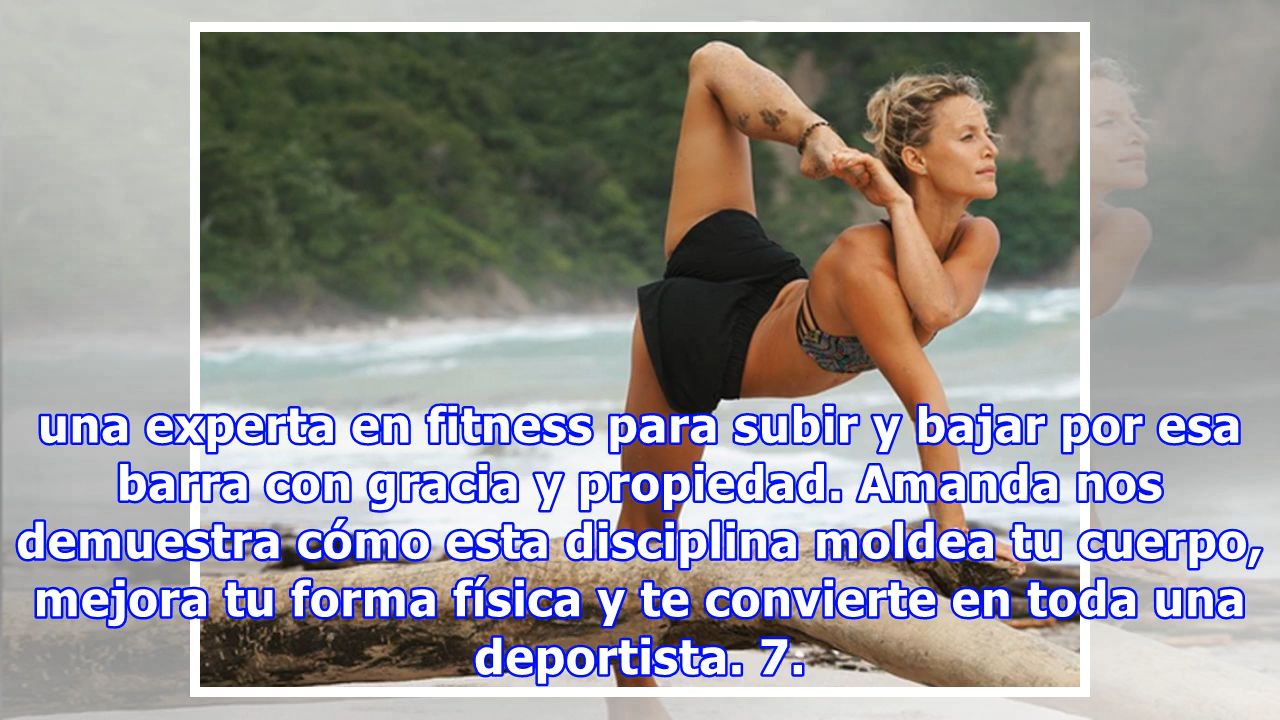 una experta en fitness para subir y bajar por esa
barra con gracia y propiedad. Amanda nos
demuestra cómo esta disciplina moldea tu cuerpo,
mejora tu forma física y te convierte en toda una
deportista. 7.